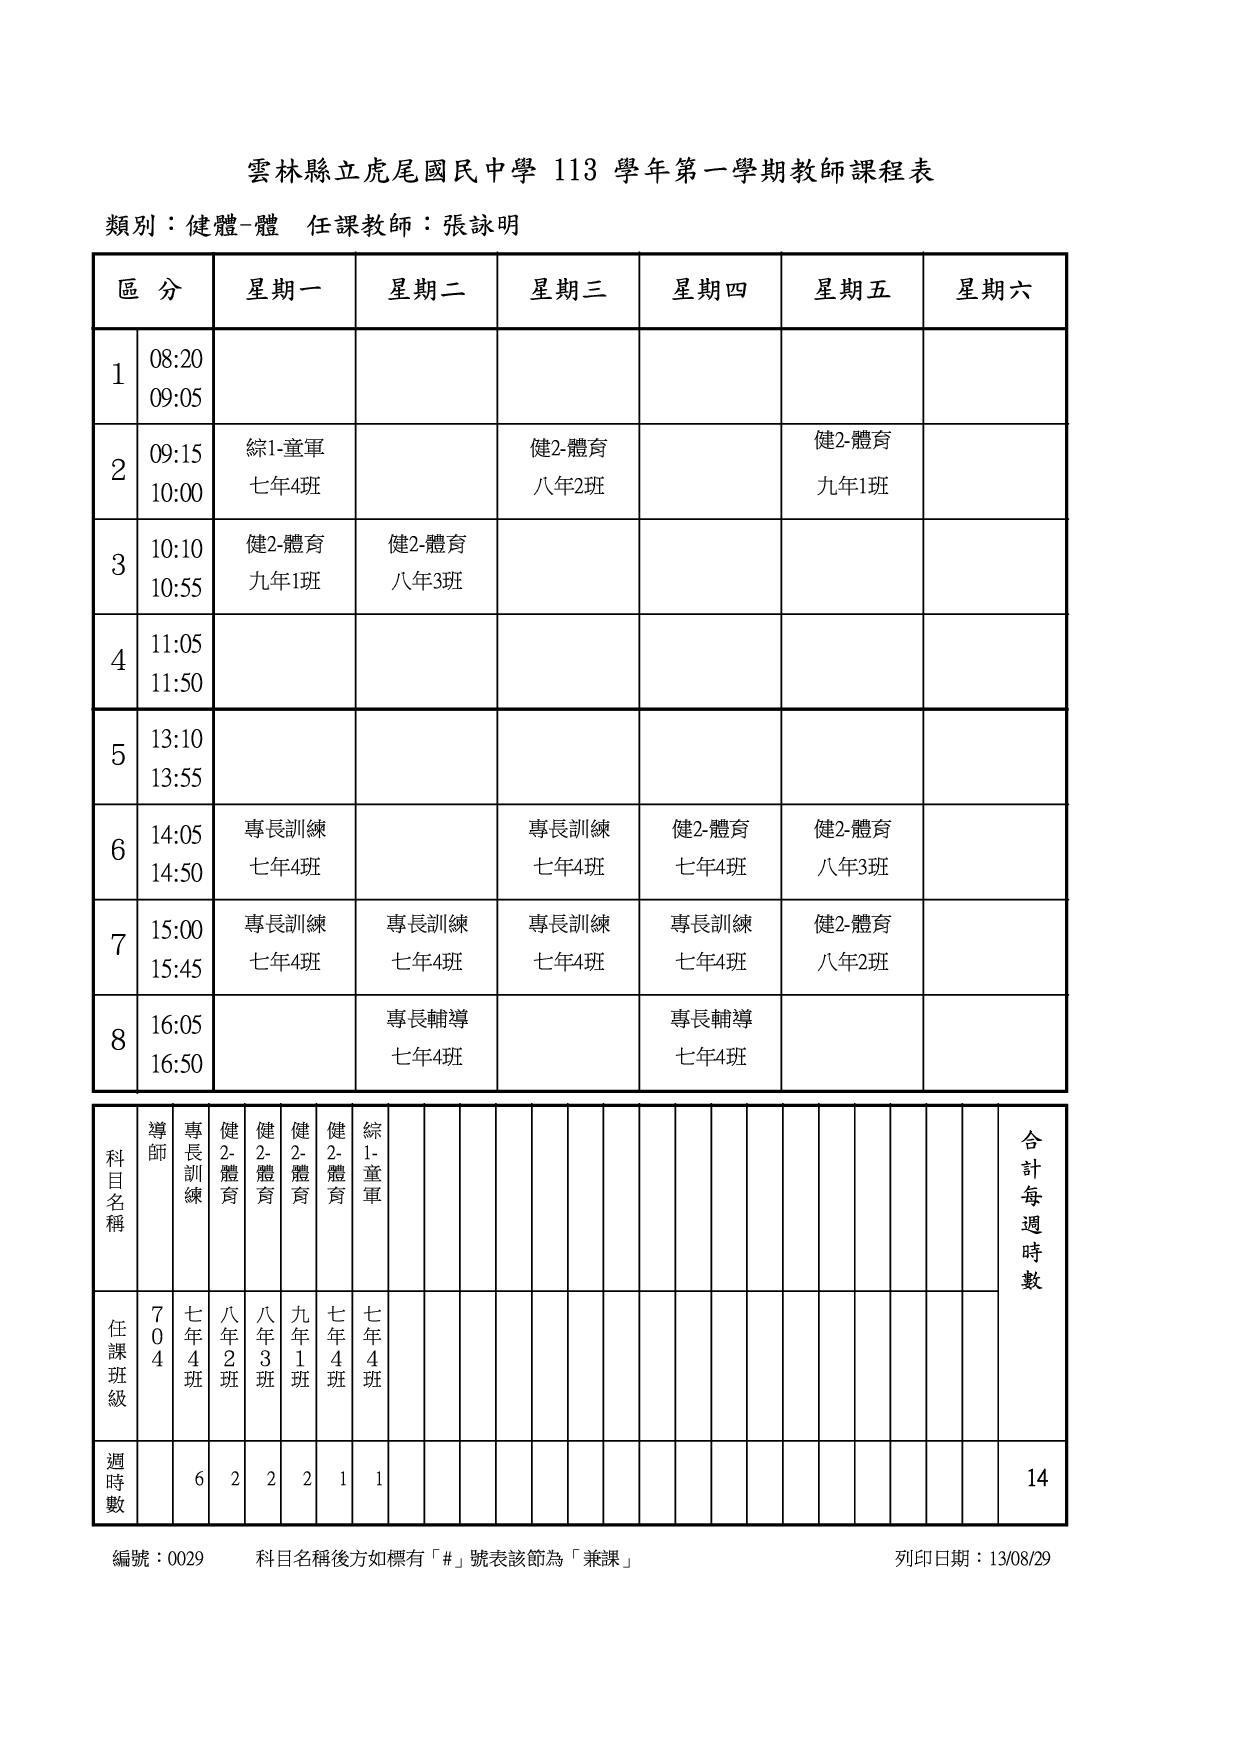 雲林縣立虎尾國民中學 113 學年第一學期教師課程表
類別：健體-體 任課教師：張詠明
區 分 星期一 星期二 星期三 星期四 星期五 星期六
1 08:20 09:05
2 09:15 10:00 綜1-童軍 七年4班 健2-體育 八年2班 健2-體育 九年1班
3 10:10 10:55 健2-體育 九年1班 健2-體育 八年3班
4 11:05 11:50
5 13:10 13:55
6 14:05 14:50 專長訓練 七年4班 專長訓練 七年4班 健2-體育 七年4班 健2-體育 八年3班
7 15:00 15:45 專長訓練 七年4班 專長訓練 七年4班 專長訓練 七年4班 專長訓練 七年4班 健2-體育 八年2班
8 16:05 16:50 專長輔導 七年4班 專長輔導 七年4班
科目名稱 導師 專長訓練 健2-體育 健2-體育 健2-體育 健2-體育 綜1-童軍 合計每週時數
任課班級 704 七年4班 八年2班 八年3班 九年1班 七年4班 七年4班
週時數 6 2 2 2 1 1 14
編號：0029 科目名稱後方如標有「#」號表該節為「兼課」 列印日期：13/08/29